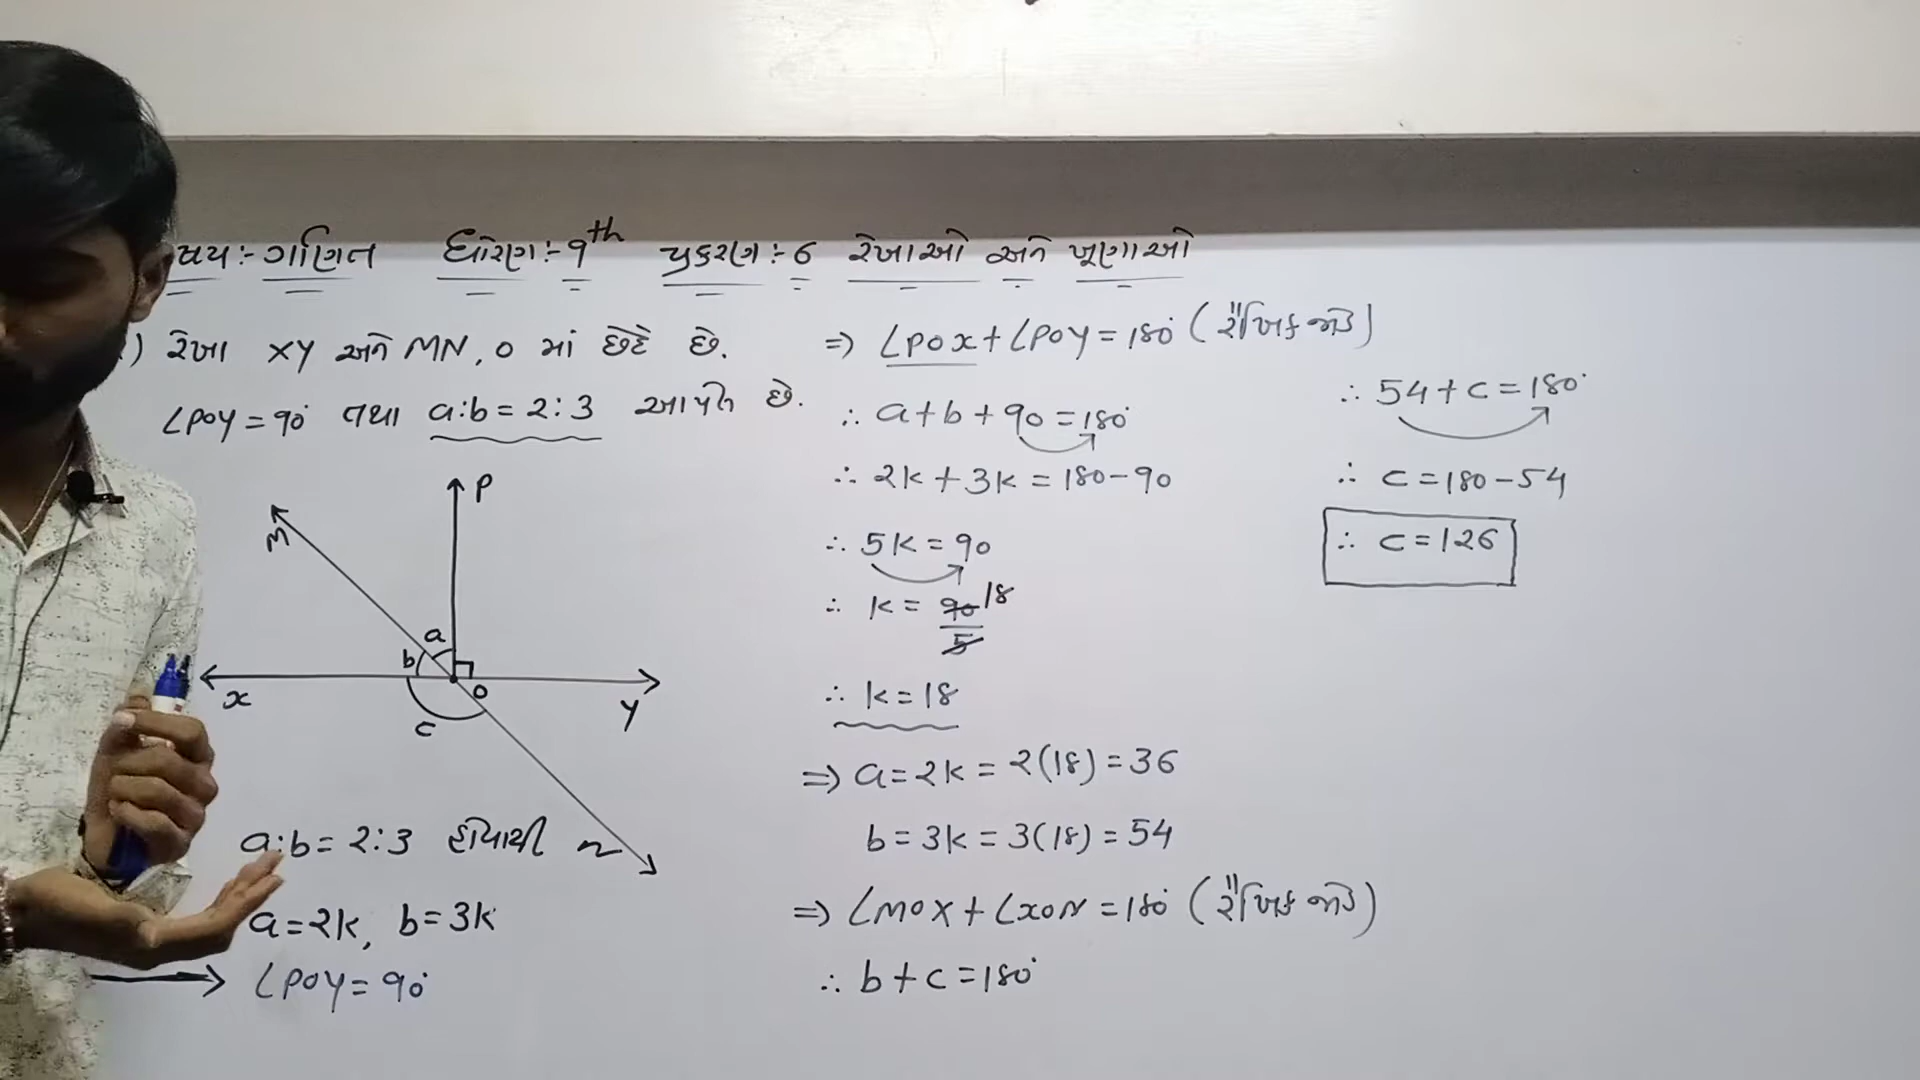 વિષય:- ગણિત ધોરણ:- 9th પ્રકરણ:- 6 રેખાઓ અને ખૂણાઓ
) રેખા XY અને MN, O માં છેદે છે.
∠POY = 90° તથા a:b = 2:3 આપેલ છે.
P
M
a
b
X
O
Y
c
N
a:b = 2:3 હોવાથી
a=2k, b=3k
∠POY = 90°
⇒ ∠POX + ∠POY = 180° (રૈખિક જોડ)
∴ a + b + 90 = 180°
∴ 2k + 3k = 180 - 90
∴ 5k = 90
∴ k = 90/5 18
∴ k = 18
⇒ a = 2k = 2(18) = 36
b = 3k = 3(18) = 54
⇒ ∠MOX + ∠XON = 180° (રૈખિક જોડ)
∴ b + c = 180°
∴ 54 + c = 180°
∴ c = 180 - 54
∴ c = 126